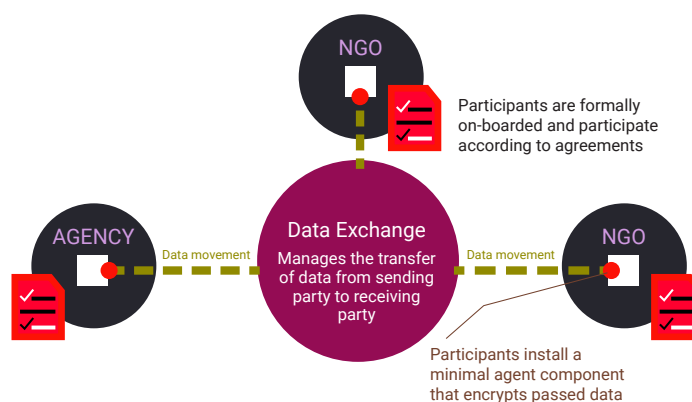 NGO
Participants are formally
on-boarded and participate
according to agreements
AGENCY
Data movement
Data Exchange
Manages the transfer
of data from sending
party to receiving
party
Data movement
NGO
Participants install a
minimal agent component
that encrypts passed data